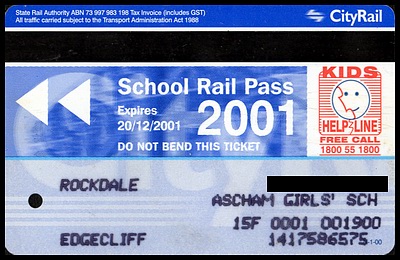 State Rail Authority ABN 73 997 983 198 Tax Invoice (includes GST)
All traffic carried subject to the Transport Administration Act 1988
CityRail
School Rail Pass
Expires
20/12/2001
2001
DO NOT BEND THIS TICKET
KIDS
HELP LINE
FREE CALL
1800 55 1800
CityRail
ROCKDALE
ASCHAM GIRLS' SCH
15F 0001 001900
EDGECLIFF
1417586575